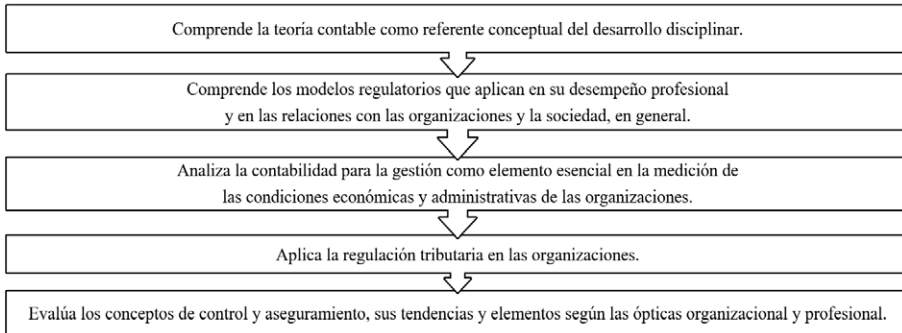 Comprende la teoría contable como referente conceptual del desarrollo disciplinar.
Comprende los modelos regulatorios que aplican en su desempeño profesional
y en las relaciones con las organizaciones y la sociedad, en general.
Analiza la contabilidad para la gestión como elemento esencial en la medición de
las condiciones económicas y administrativas de las organizaciones.
Aplica la regulación tributaria en las organizaciones.
Evalúa los conceptos de control y aseguramiento, sus tendencias y elementos según las ópticas organizacional y profesional.